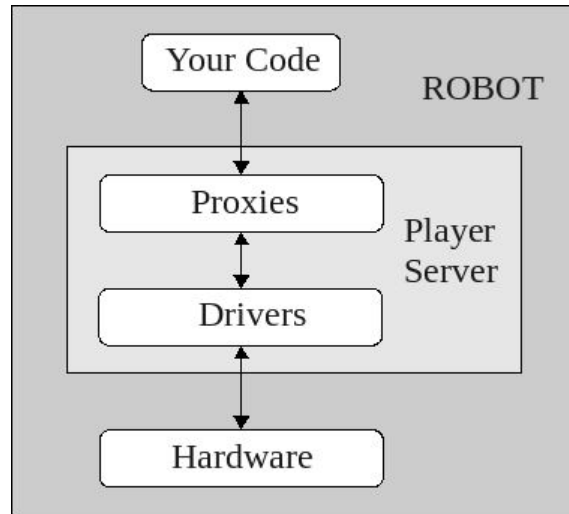 Your Code
ROBOT
Proxies
Player
Server
Drivers
Hardware